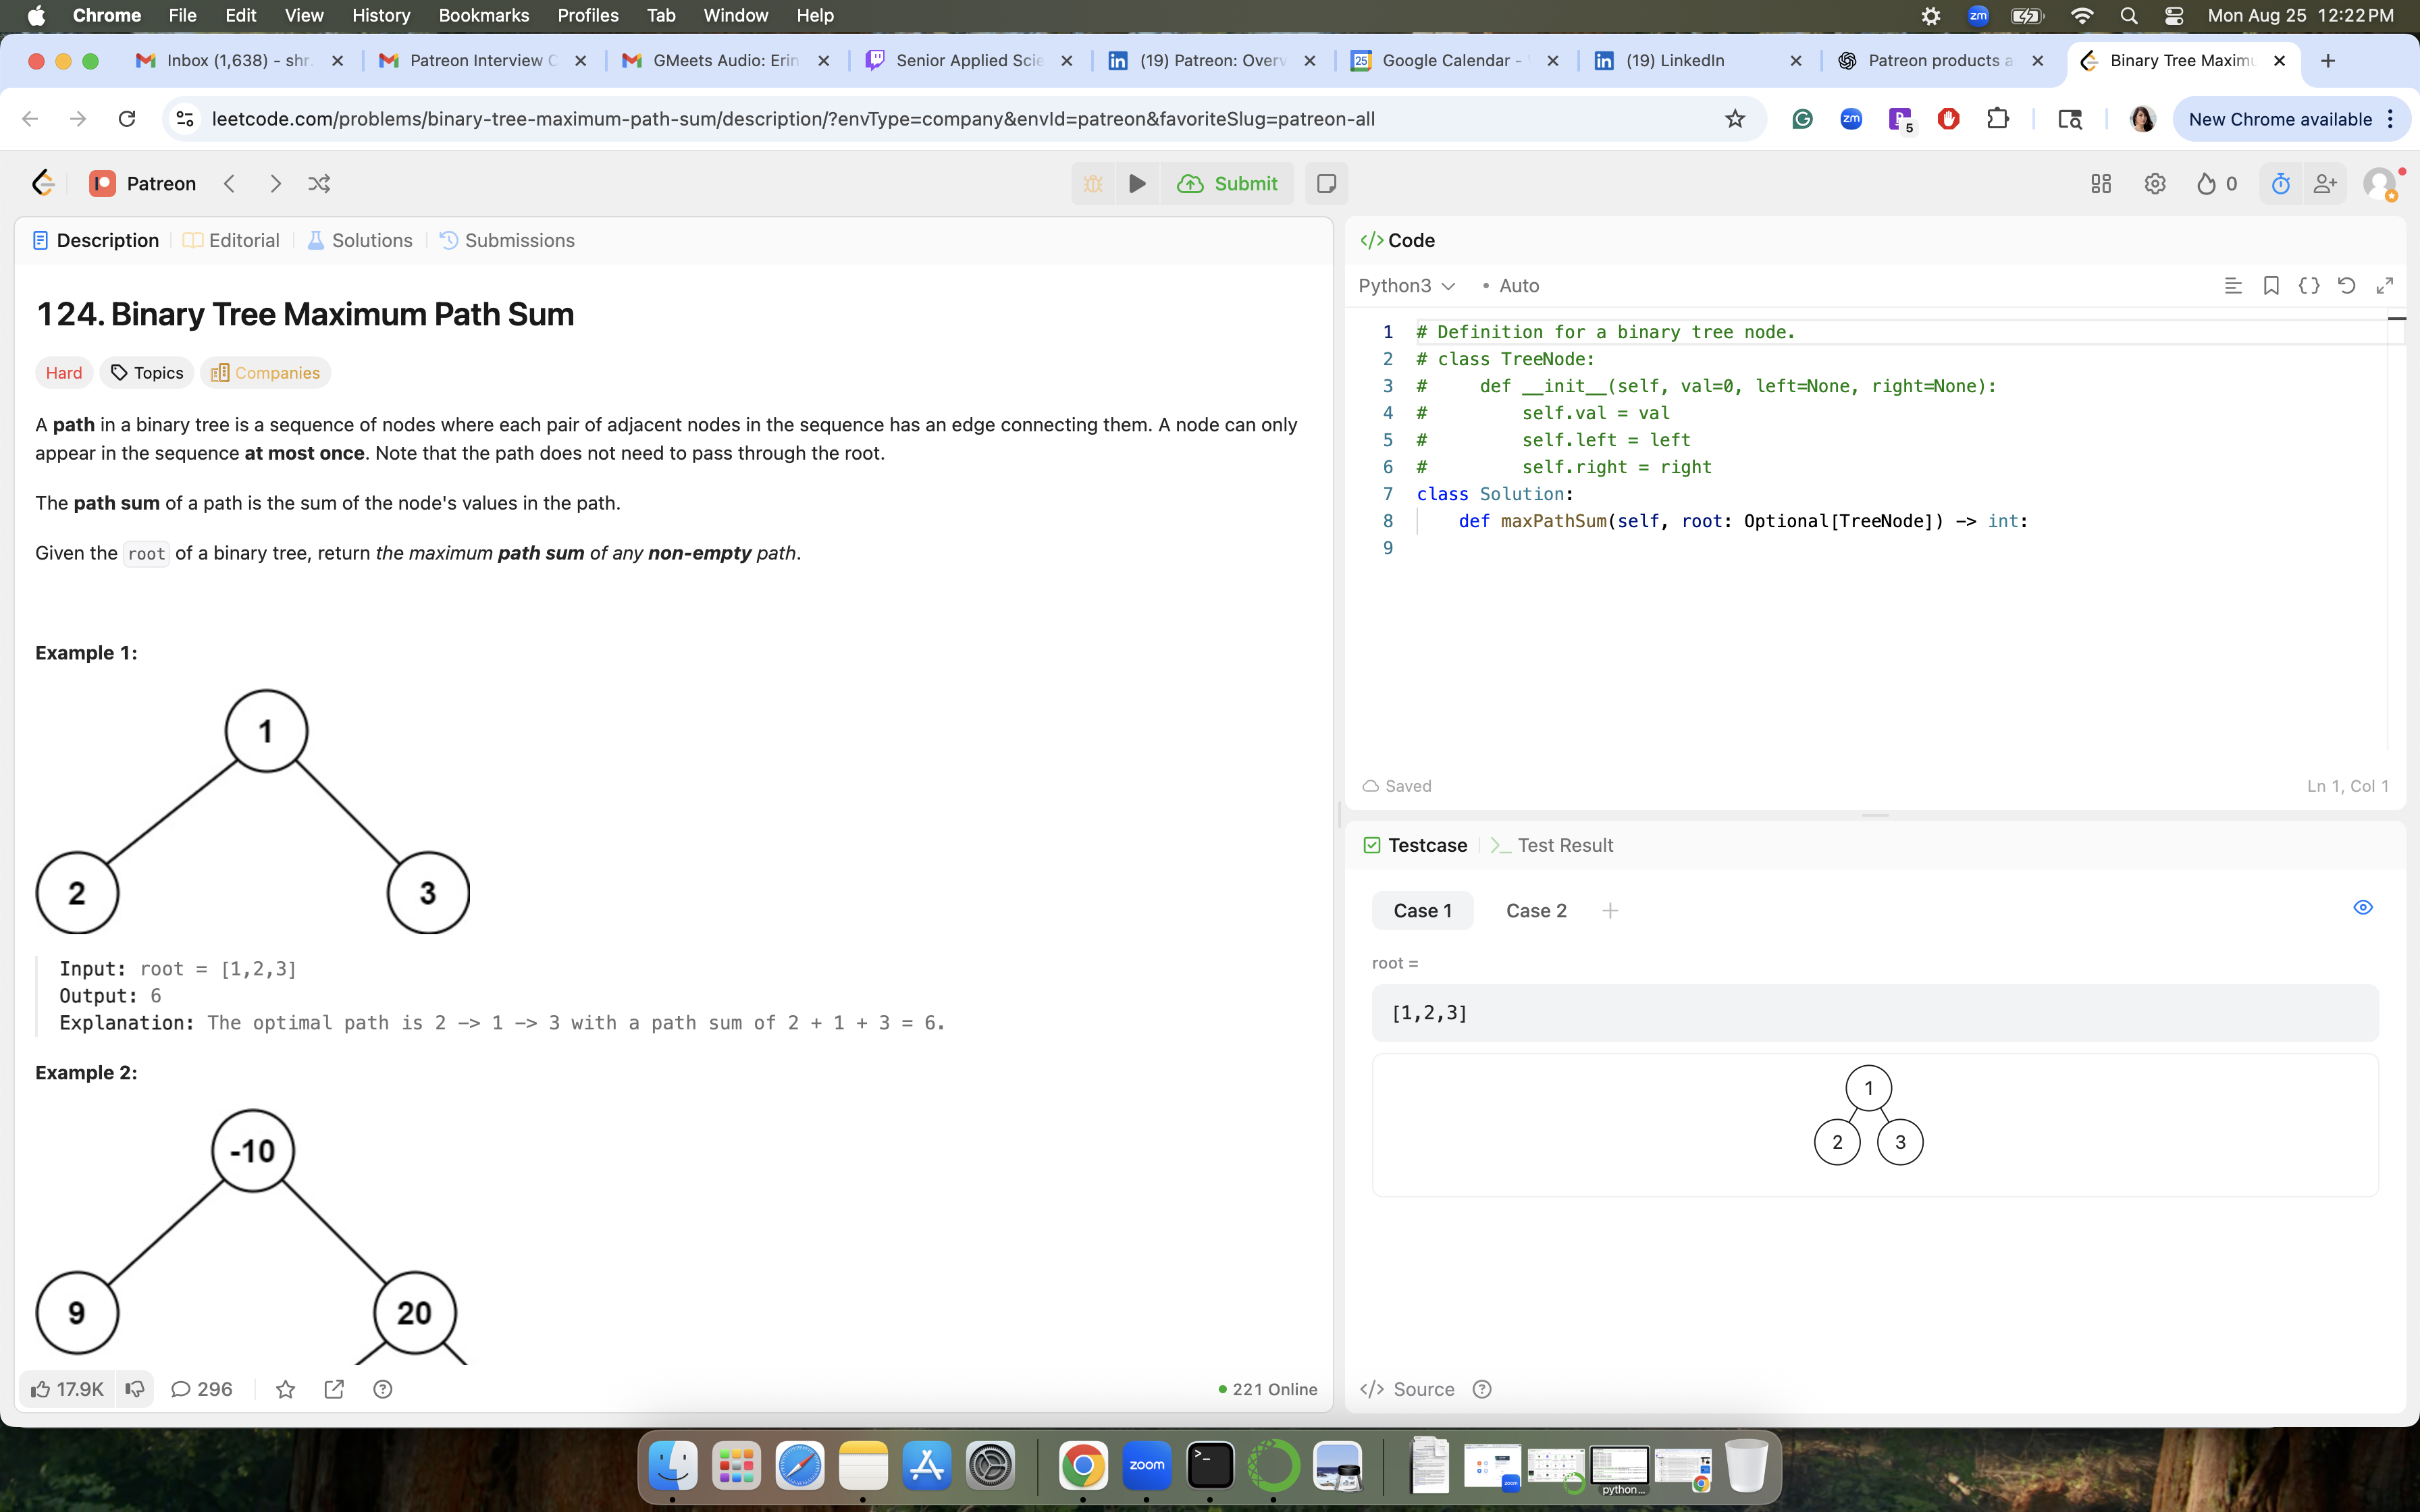 Chrome File Edit View History Bookmarks Profiles Tab Window Help
zm
Mon Aug 25 12:22 PM
Inbox (1,638) - shr
Patreon Interview C
GMeets Audio: Erin
Senior Applied Scie
(19) Patreon: Overv
25
Google Calendar -
(19) LinkedIn
Patreon products a
Binary Tree Maximu
leetcode.com/problems/binary-tree-maximum-path-sum/description/?envType=company&envId=patreon&favoriteSlug=patreon-all
zm
5
New Chrome available
Patreon
Submit
0
Description
Editorial
Solutions
Submissions
124. Binary Tree Maximum Path Sum
Hard
Topics
Companies
A path in a binary tree is a sequence of nodes where each pair of adjacent nodes in the sequence has an edge connecting them. A node can only
appear in the sequence at most once. Note that the path does not need to pass through the root.
The path sum of a path is the sum of the node's values in the path.
Given the root of a binary tree, return the maximum path sum of any non-empty path.
Example 1:
1
2
3
Input: root = [1,2,3]
Output: 6
Explanation: The optimal path is 2 -> 1 -> 3 with a path sum of 2 + 1 + 3 = 6.
Example 2:
-10
9
20
17.9K
296
221 Online
</> Code
Python3
• Auto
1 # Definition for a binary tree node.
2 # class TreeNode:
3 #     def __init__(self, val=0, left=None, right=None):
4 #         self.val = val
5 #         self.left = left
6 #         self.right = right
7 class Solution:
8     def maxPathSum(self, root: Optional[TreeNode]) -> int:
9
Saved
Ln 1, Col 1
Testcase
Test Result
Case 1
Case 2
root =
[1,2,3]
1
2
3
</> Source
zoom
python...